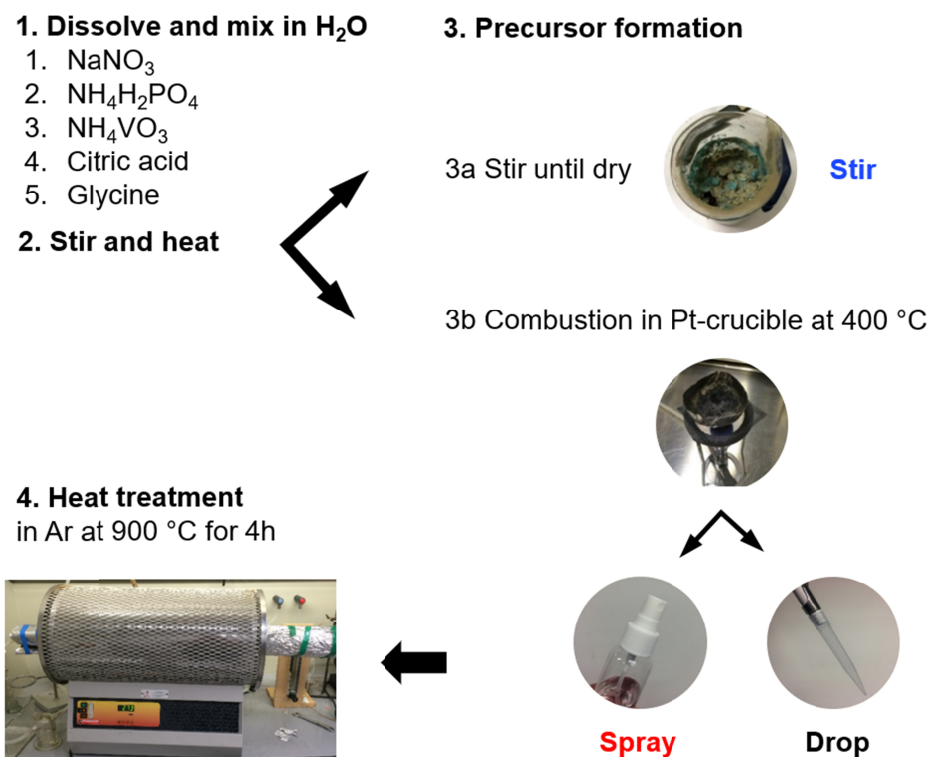 1. Dissolve and mix in H₂O
1. NaNO₃
2. NH₄H₂PO₄
3. NH₄VO₃
4. Citric acid
5. Glycine
2. Stir and heat
3. Precursor formation
3a Stir until dry
Stir
3b Combustion in Pt-crucible at 400 °C
Spray
Drop
4. Heat treatment
in Ar at 900 °C for 4h